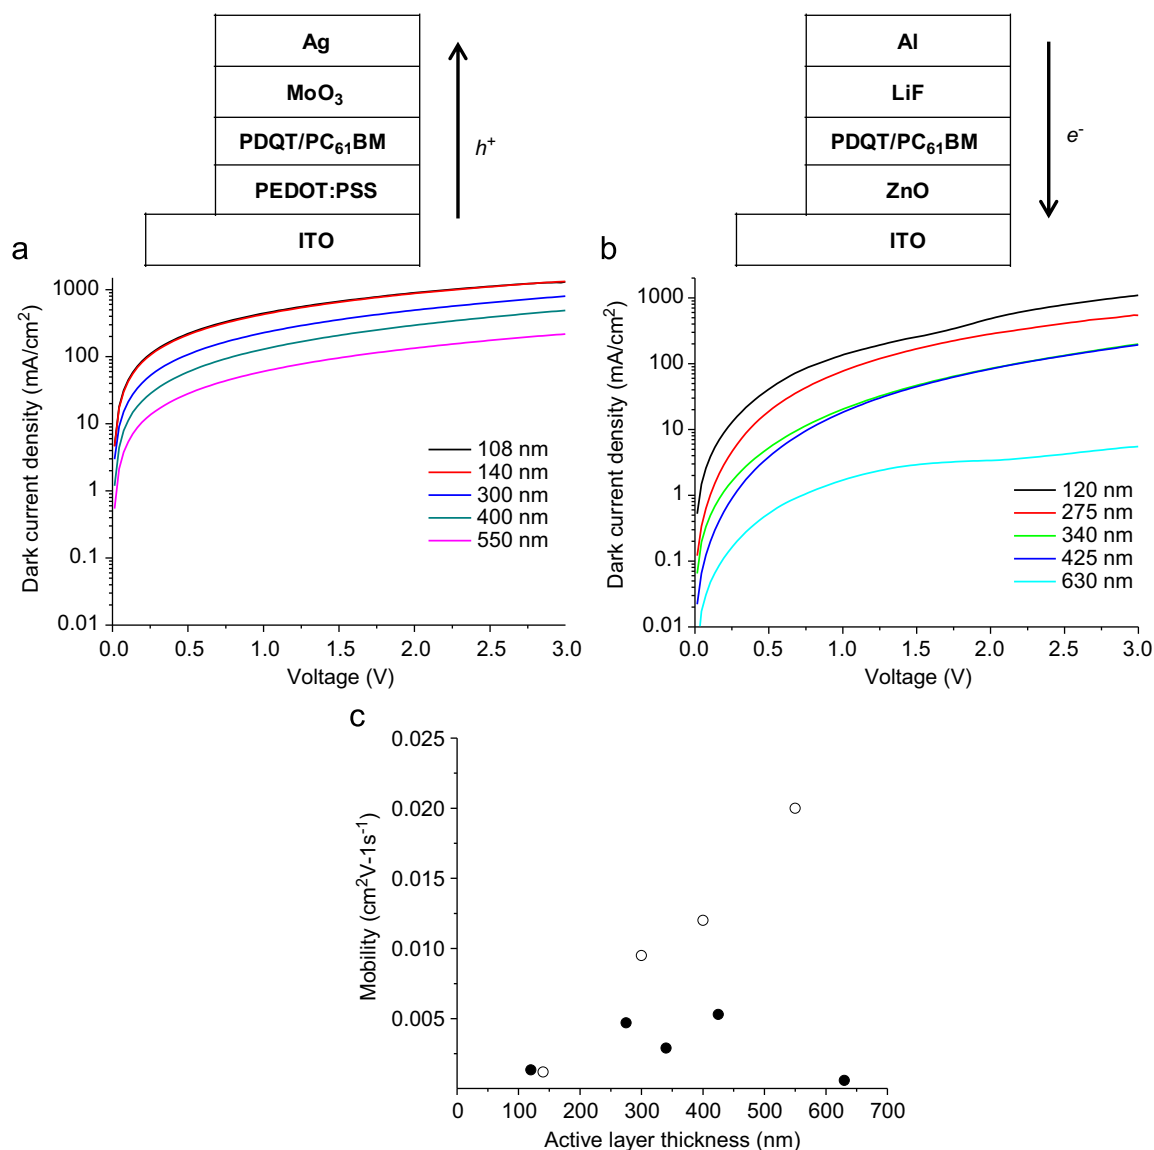 Ag
MoO3
PDQT/PC61BM
PEDOT:PSS
ITO
h+
Al
LiF
PDQT/PC61BM
ZnO
ITO
e-
a
Dark current density (mA/cm2)
1000
100
10
1
0.1
0.01
108 nm
140 nm
300 nm
400 nm
550 nm
0.0 0.5 1.0 1.5 2.0 2.5 3.0
Voltage (V)
b
Dark current density (mA/cm2)
1000
100
10
1
0.1
0.01
120 nm
275 nm
340 nm
425 nm
630 nm
0.0 0.5 1.0 1.5 2.0 2.5 3.0
Voltage (V)
c
Mobility (cm2V-1s-1)
0.025
0.020
0.015
0.010
0.005
0 100 200 300 400 500 600 700
Active layer thickness (nm)